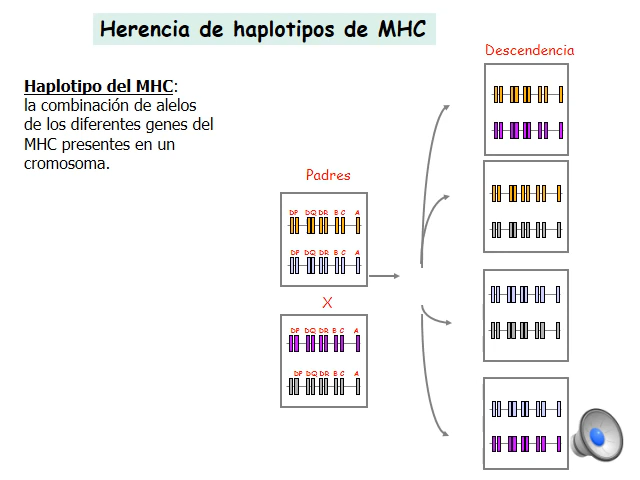 Herencia de haplotipos de MHC
Descendencia
Haplotipo del MHC:
la combinación de alelos
de los diferentes genes del
MHC presentes en un
cromosoma.
Padres
DP DQ DR B C A
DP DQ DR B C A
X
DP DQ DR B C A
DP DQ DR B C A